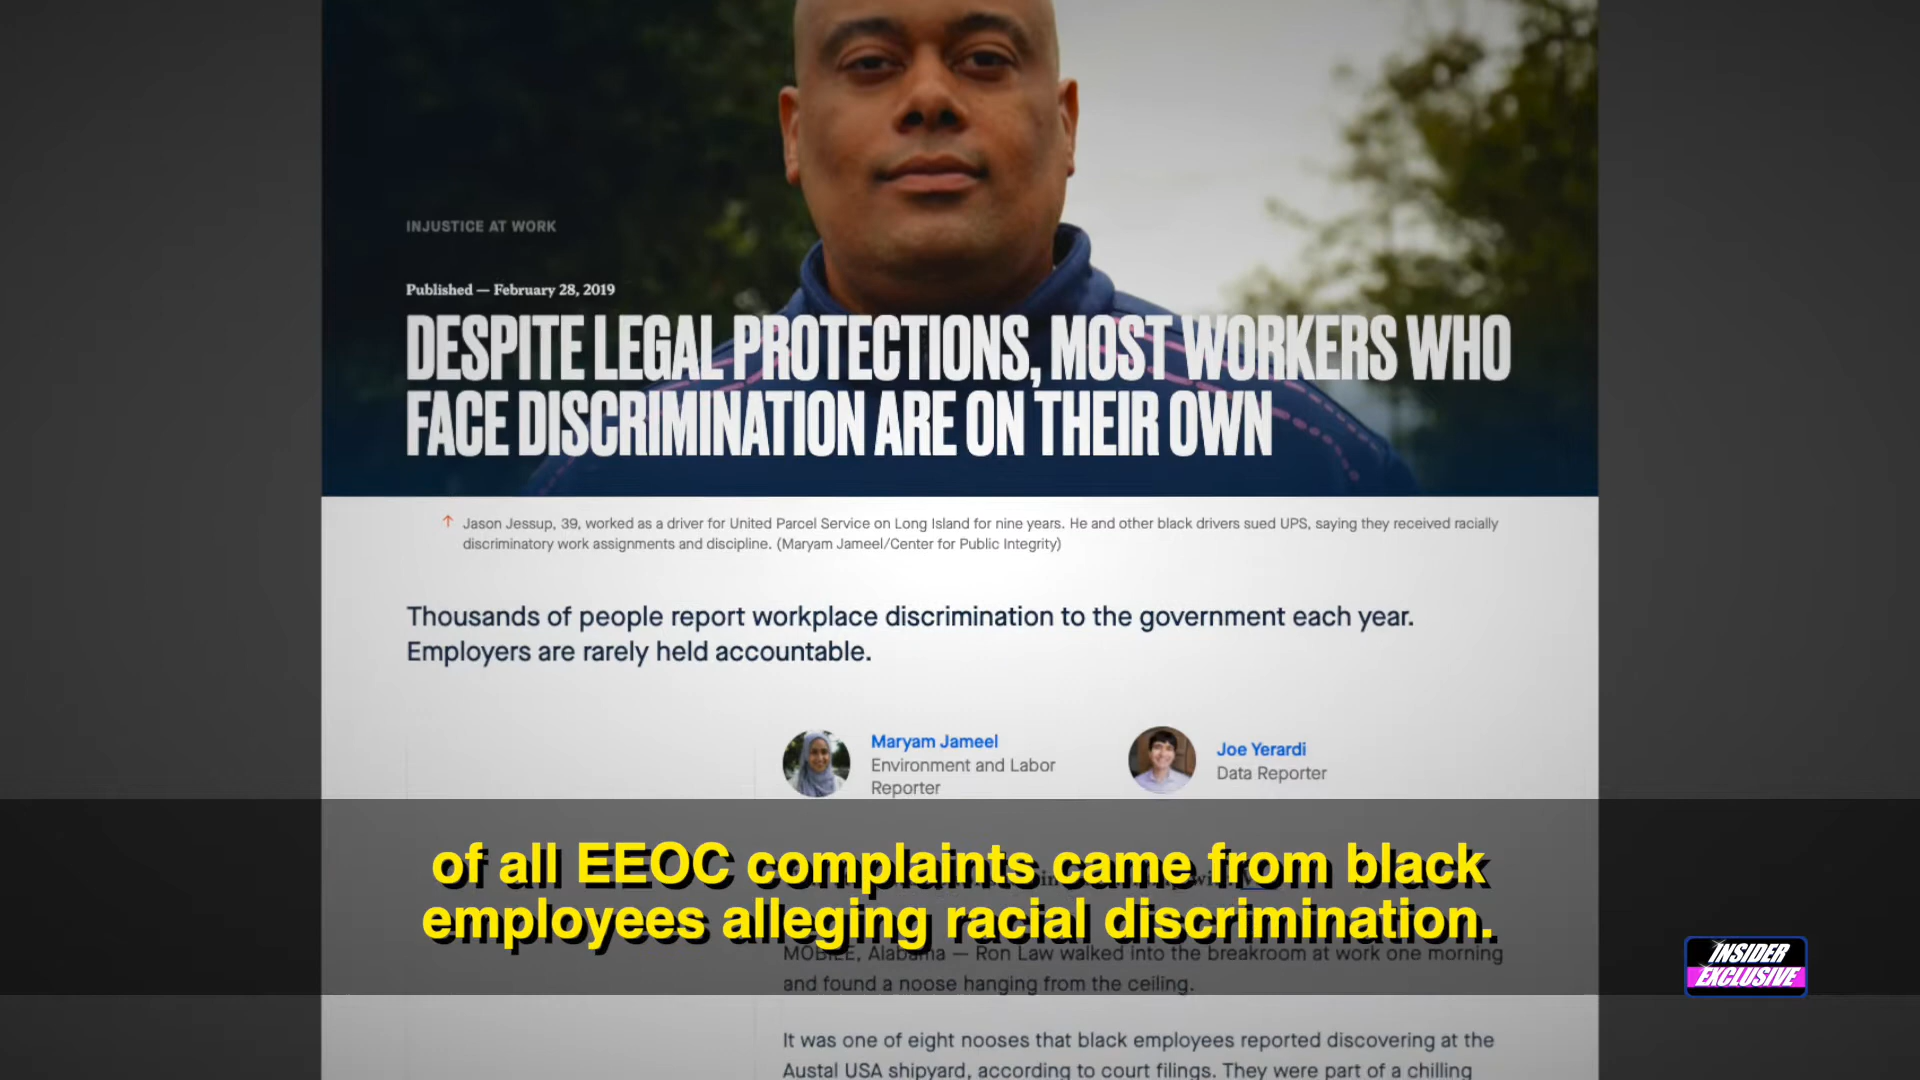 INJUSTICE AT WORK
Published — February 28, 2019
DESPITE LEGAL PROTECTIONS, MOST WORKERS WHO
FACE DISCRIMINATION ARE ON THEIR OWN
↑ Jason Jessup, 39, worked as a driver for United Parcel Service on Long Island for nine years. He and other black drivers sued UPS, saying they received racially
discriminatory work assignments and discipline. (Maryam Jameel/Center for Public Integrity)
Thousands of people report workplace discrimination to the government each year.
Employers are rarely held accountable.
Maryam Jameel
Environment and Labor
Reporter
Joe Yerardi
Data Reporter
of all EEOC complaints came from black
employees alleging racial discrimination.
MOBILE, Alabama — Ron Law walked into the breakroom at work one morning
and found a noose hanging from the ceiling.
INSIDER
EXCLUSIVE
It was one of eight nooses that black employees reported discovering at the
Austal USA shipyard, according to court filings. They were part of a chilling